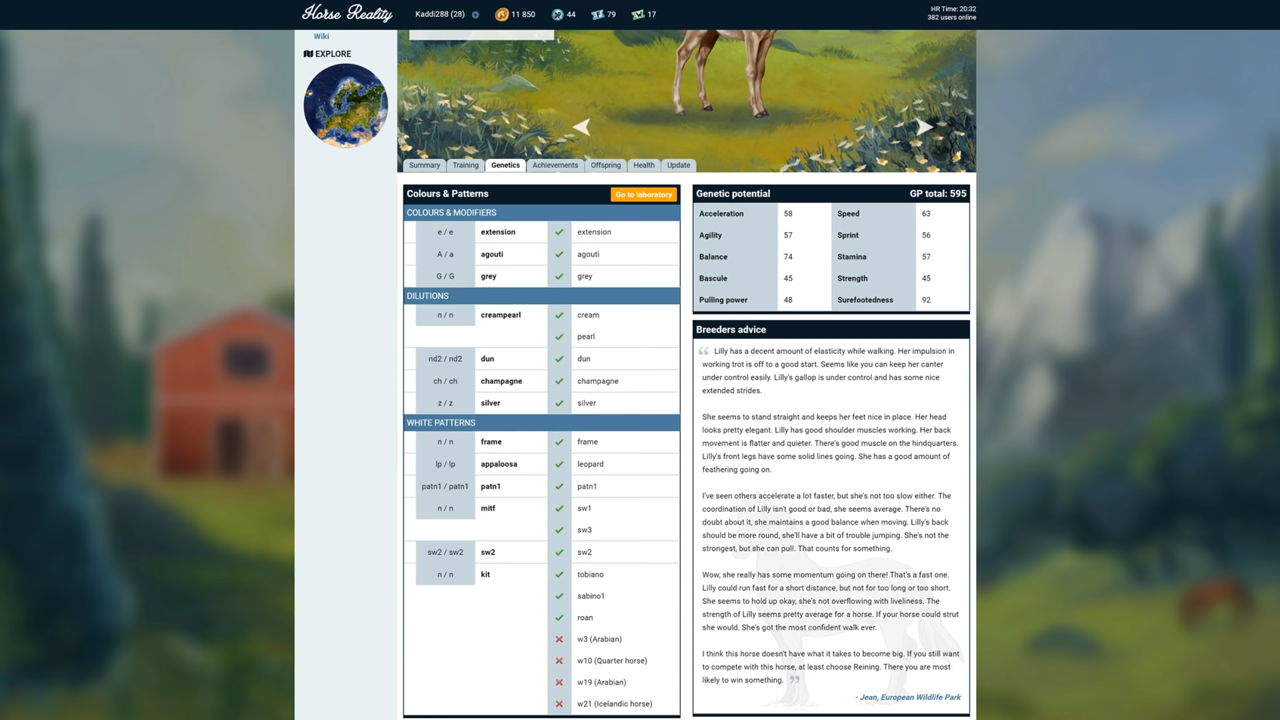 Horse Reality
Kaddi288 (28) 11 850 44 79 17
HR Time: 20:32
382 users online
Wiki
EXPLORE
Summary Training Genetics Achievements Offspring Health Update
Colours & Patterns Go to laboratory
COLOURS & MODIFIERS
e / e extension extension
A / a agouti agouti
G / G grey grey
DILUTIONS
n / n creampearl cream
pearl
nd2 / nd2 dun dun
ch / ch champagne champagne
z / z silver silver
WHITE PATTERNS
n / n frame frame
lp / lp appaloosa leopard
patn1 / patn1 patn1 patn1
n / n mitf sw1
sw3
sw2 / sw2 sw2 sw2
n / n kit tobiano
sabino1
roan
w3 (Arabian)
w10 (Quarter horse)
w19 (Arabian)
w21 (Icelandic horse)
Genetic potential GP total: 595
Acceleration 58 Speed 63
Agility 57 Sprint 56
Balance 74 Stamina 57
Bascule 45 Strength 45
Pulling power 48 Surefootedness 92
Breeders advice
Lilly has a decent amount of elasticity while walking. Her impulsion in
working trot is off to a good start. Seems like you can keep her canter
under control easily. Lilly's gallop is under control and has some nice
extended strides.
She seems to stand straight and keeps her feet nice in place. Her head
looks pretty elegant. Lilly has good shoulder muscles working. Her back
movement is flatter and quieter. There's good muscle on the hindquarters.
Lilly's front legs have some solid lines going. She has a good amount of
feathering going on.
I've seen others accelerate a lot faster, but she's not too slow either. The
coordination of Lilly isn't good or bad, she seems average. There's no
doubt about it, she maintains a good balance when moving. Lilly's back
should be more round, she'll have a bit of trouble jumping. She's not the
strongest, but she can pull. That counts for something.
Wow, she really has some momentum going on there! That's a fast one.
Lilly could run fast for a short distance, but not for too long or too short.
She seems to hold up okay, she's not overflowing with liveliness. The
strength of Lilly seems pretty average for a horse. If your horse could strut
she would. She's got the most confident walk ever.
I think this horse doesn't have what it takes to become big. If you still want
to compete with this horse, at least choose Reining. There you are most
likely to win something.
- Jean, European Wildlife Park